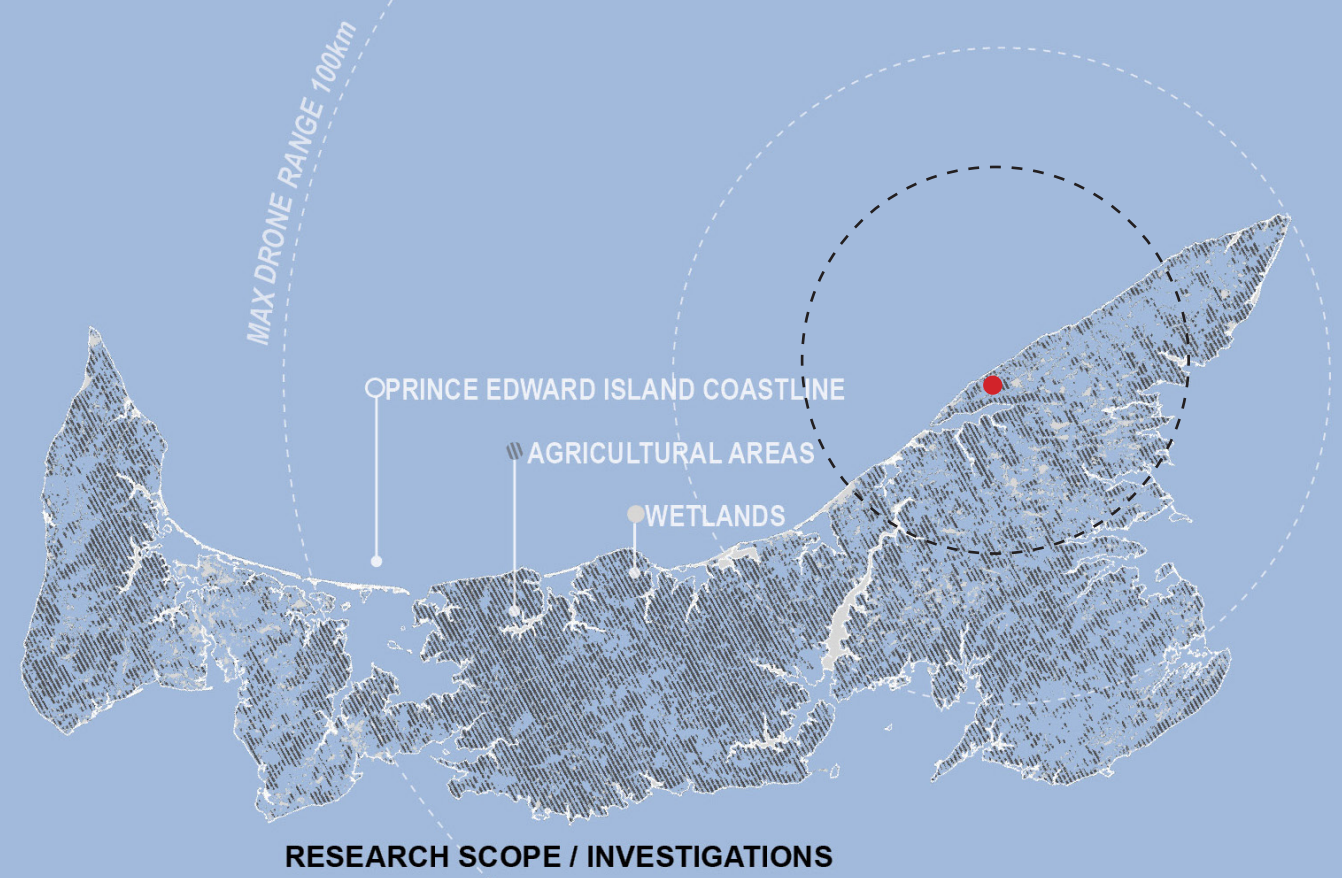 MAX DRONE RANGE 100km
PRINCE EDWARD ISLAND COASTLINE
AGRICULTURAL AREAS
WETLANDS
RESEARCH SCOPE / INVESTIGATIONS